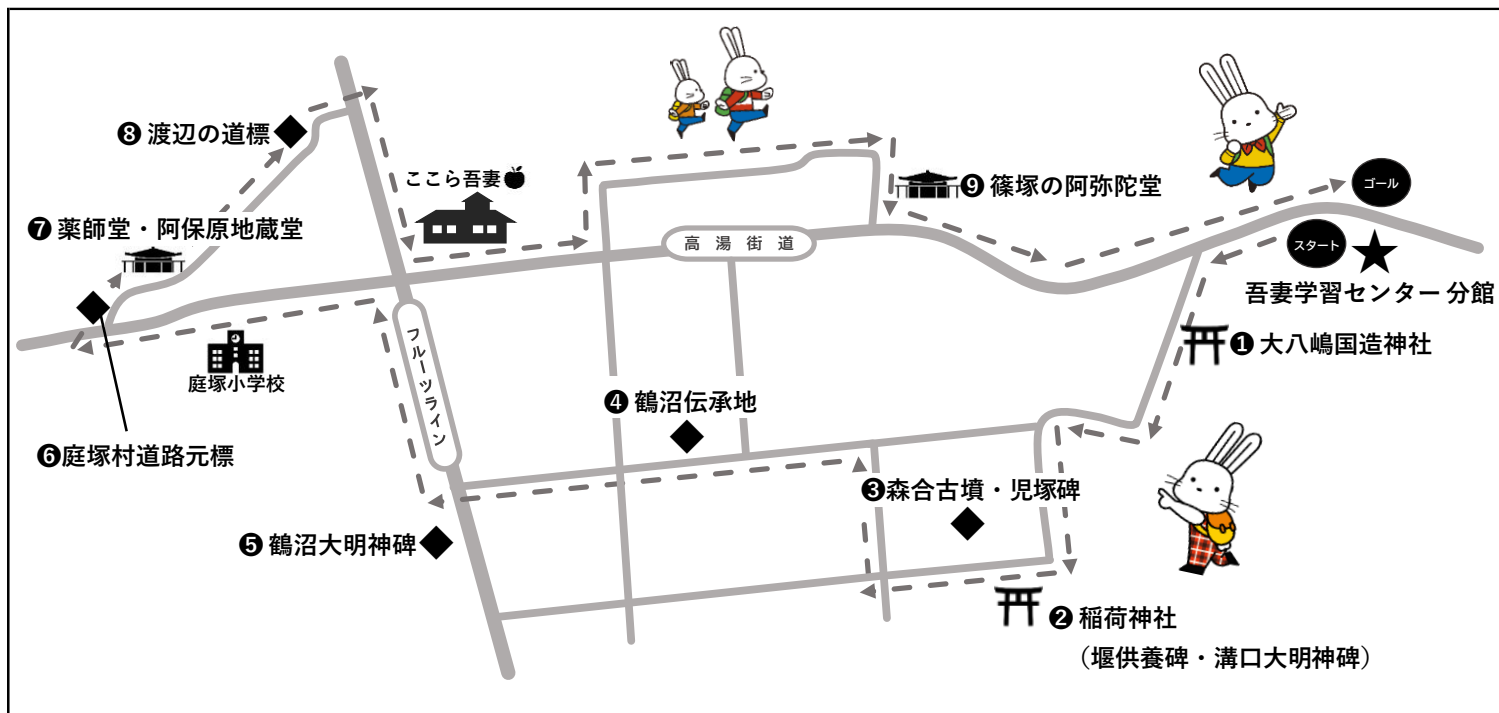 ❽ 渡辺の道標
ここら吾妻
❾ 篠塚の阿弥陀堂
ゴール
❼ 薬師堂・阿保原地蔵堂
高湯街道
スタート
吾妻学習センター 分館
❶ 大八嶋国造神社
フルーツライン
庭塚小学校
❹ 鶴沼伝承地
❻庭塚村道路元標
❸森合古墳・児塚碑
❺ 鶴沼大明神碑
❷ 稲荷神社
（堰供養碑・溝口大明神碑）